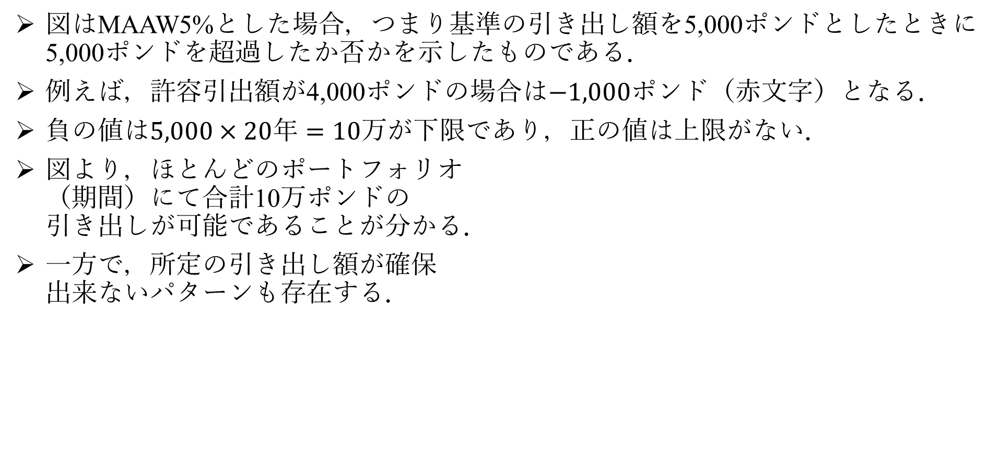 ➢ 図はMAAW5%とした場合，つまり基準の引き出し額を5,000ポンドとしたときに
5,000ポンドを超過したか否かを示したものである．
➢ 例えば，許容引出額が4,000ポンドの場合は−1,000ポンド（赤文字）となる．
➢ 負の値は5,000 × 20年 = 10万が下限であり，正の値は上限がない．
➢ 図より，ほとんどのポートフォリオ
（期間）にて合計10万ポンドの
引き出しが可能であることが分かる．
➢ 一方で，所定の引き出し額が確保
出来ないパターンも存在する．